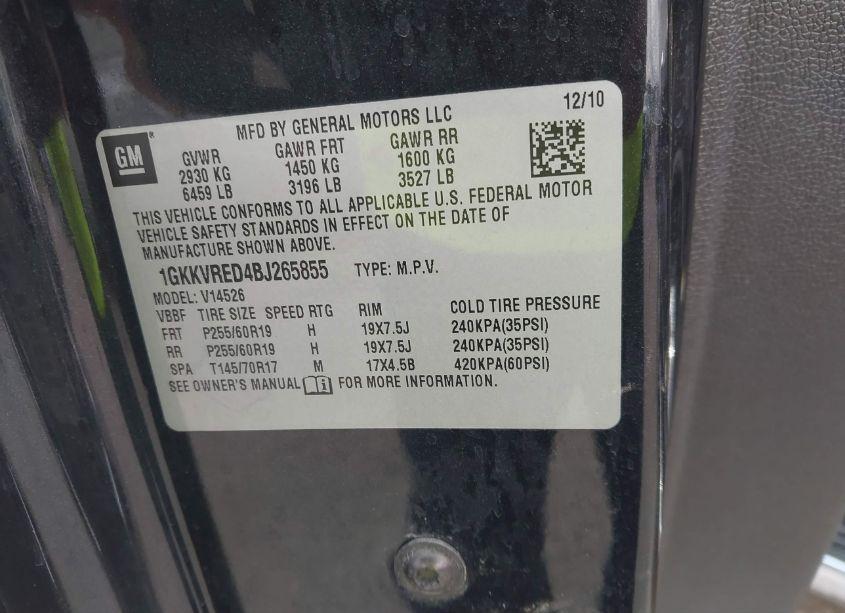 MFD BY GENERAL MOTORS LLC 12/10
GM®
GVWR GAWR FRT GAWR RR
2930 KG 1450 KG 1600 KG
6459 LB 3196 LB 3527 LB
THIS VEHICLE CONFORMS TO ALL APPLICABLE U.S. FEDERAL MOTOR
VEHICLE SAFETY STANDARDS IN EFFECT ON THE DATE OF
MANUFACTURE SHOWN ABOVE.
1GKKVRED4BJ265855 TYPE: M.P.V.
MODEL: V14526
VBBF TIRE SIZE SPEED RTG RIM COLD TIRE PRESSURE
FRT P255/60R19 H 19X7.5J 240KPA(35PSI)
RR P255/60R19 H 19X7.5J 240KPA(35PSI)
SPA T145/70R17 M 17X4.5B 420KPA(60PSI)
SEE OWNER'S MANUAL i FOR MORE INFORMATION.